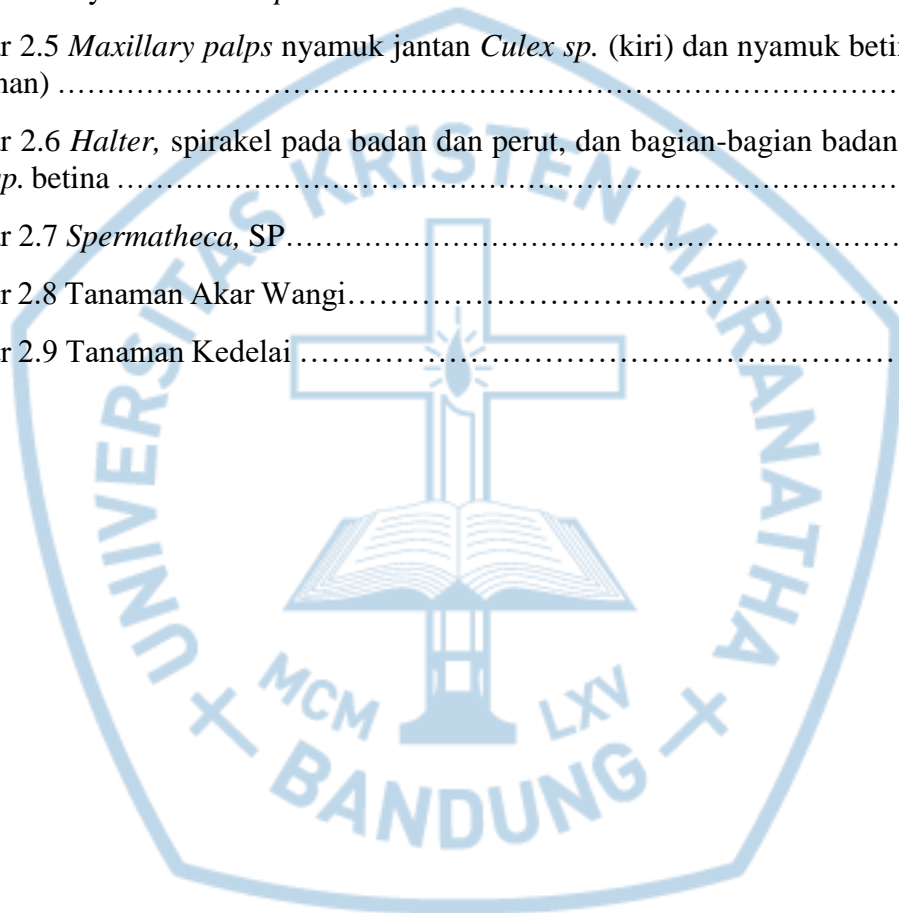 r 2.5 Maxillary palps nyamuk jantan Culex sp. (kiri) dan nyamuk beti
nan) ……………………………………………………………………………
r 2.6 Halter, spirakel pada badan dan perut, dan bagian-bagian badan
p. betina ……………………………………………………………………
r 2.7 Spermatheca, SP……………………………………………………
r 2.8 Tanaman Akar Wangi………………………………………………
r 2.9 Tanaman Kedelai ……………………………………………………
UNIVERSITAS KRISTEN MARANATHA
MCM LXV
BANDUNG